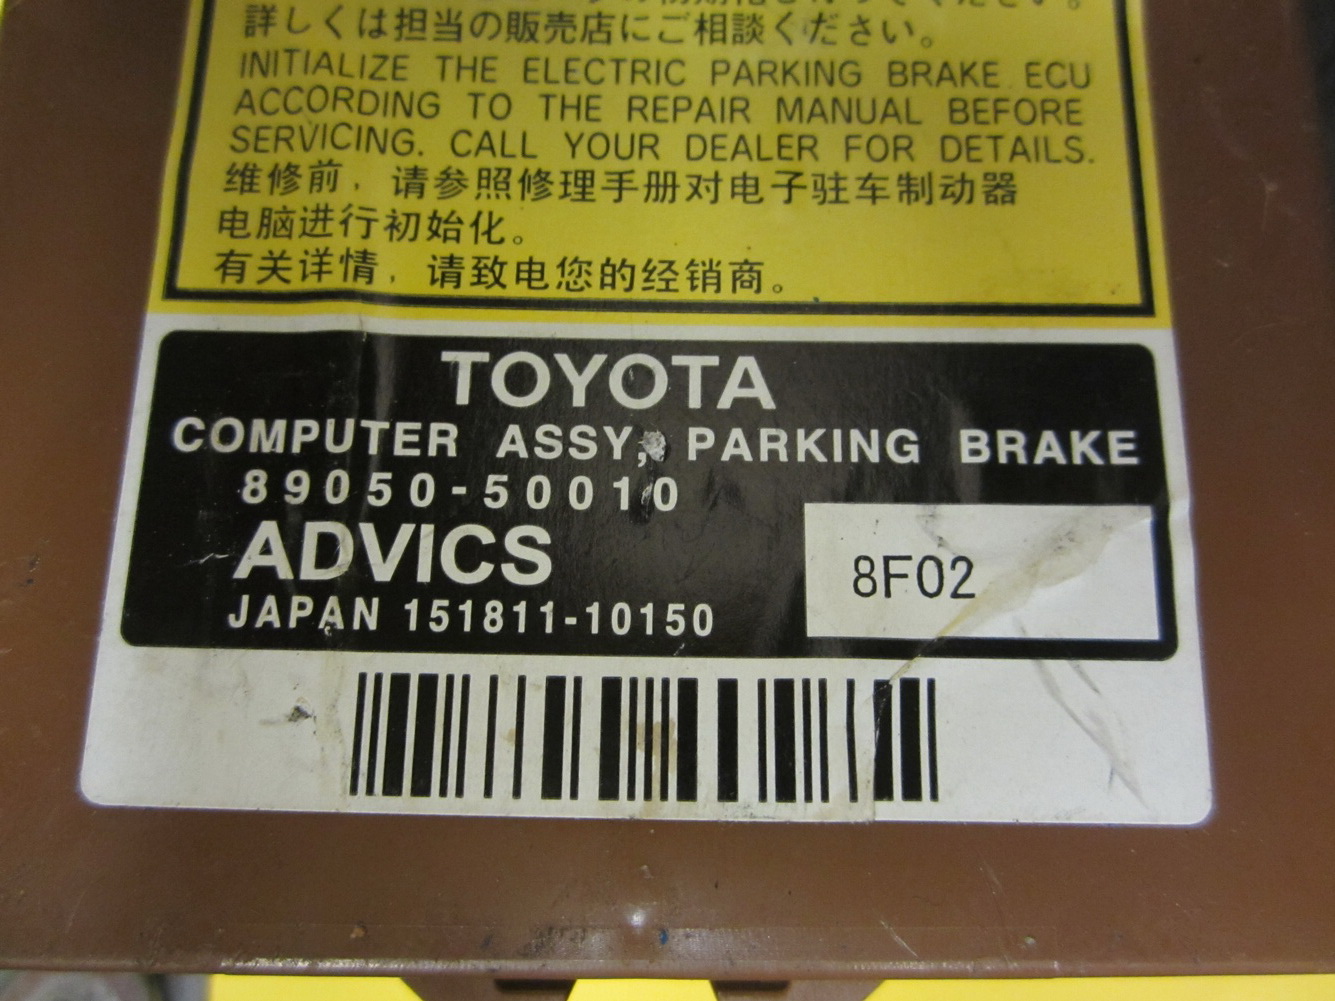 詳しくは担当の販売店にご相談ください。
INITIALIZE THE ELECTRIC PARKING BRAKE ECU
ACCORDING TO THE REPAIR MANUAL BEFORE
SERVICING. CALL YOUR DEALER FOR DETAILS.
维修前，请参照修理手册对电子驻车制动器
电脑进行初始化。
有关详情，请致电您的经销商。
TOYOTA
COMPUTER ASSY, PARKING BRAKE
89050-50010
ADVICS
8F02
JAPAN 151811-10150